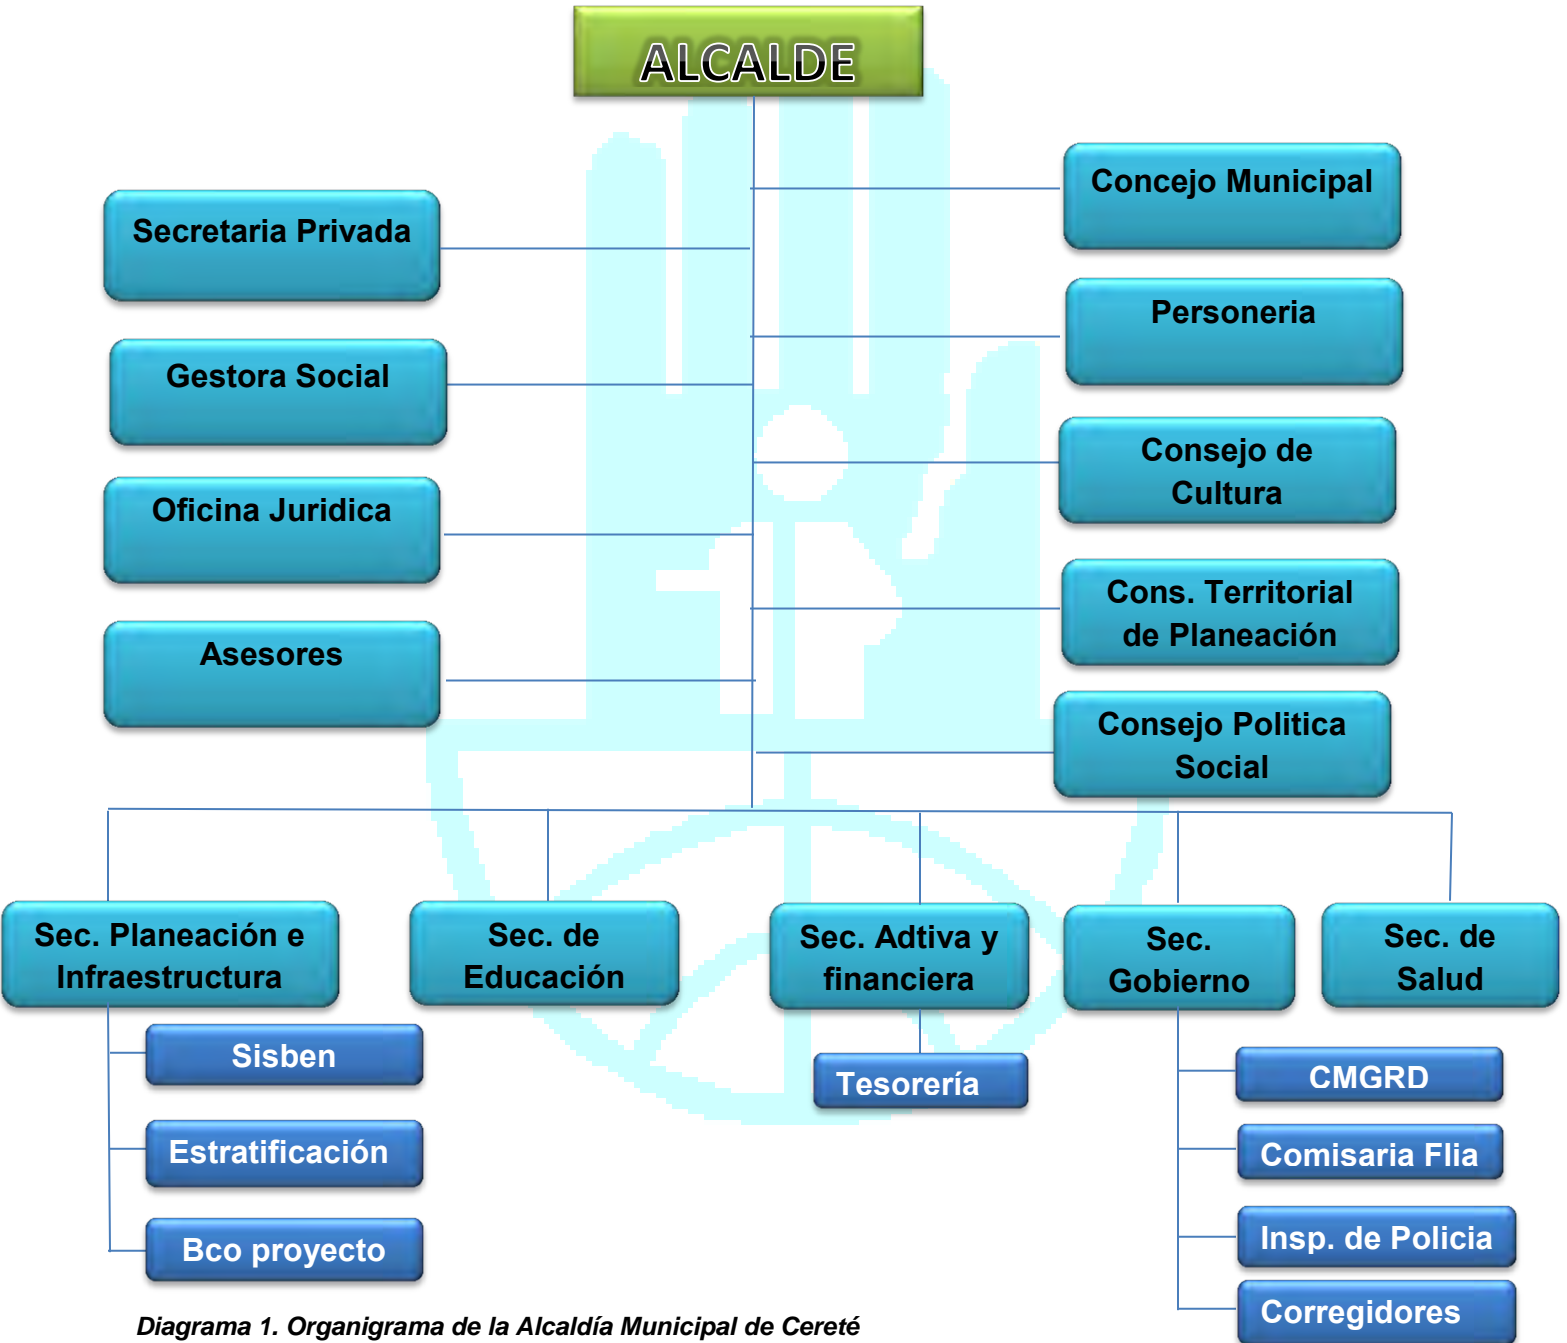 ALCALDE
Concejo Municipal
Secretaria Privada
Personeria
Gestora Social
Consejo de
Cultura
Oficina Juridica
Cons. Territorial
de Planeación
Asesores
Consejo Politica
Social
Sec. Planeación e
Infraestructura
Sec. de
Educación
Sec. Adtiva y
financiera
Sec.
Gobierno
Sec. de
Salud
Sisben
Estratificación
Bco proyecto
Tesorería
CMGRD
Comisaria Flia
Insp. de Policia
Corregidores
Diagrama 1. Organigrama de la Alcaldía Municipal de Cereté